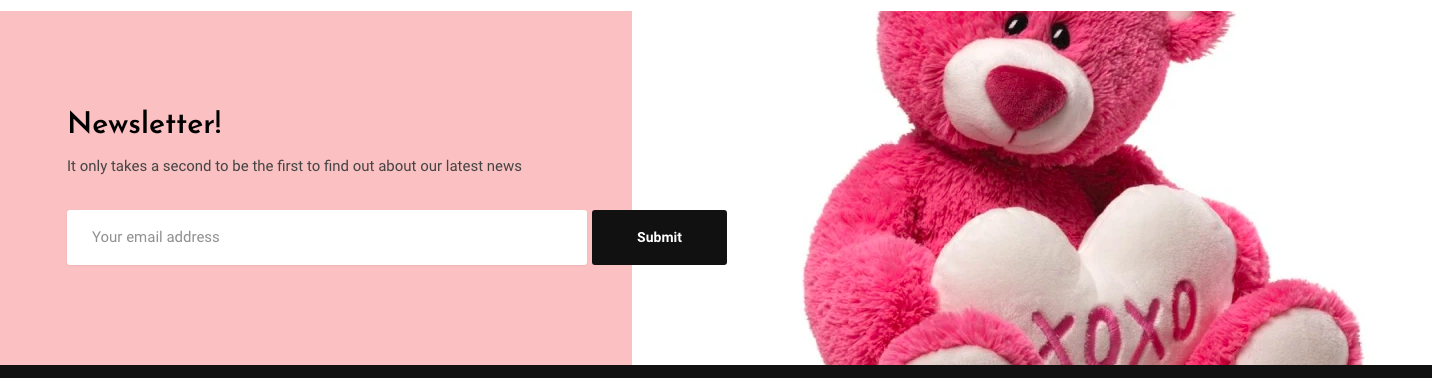 Newsletter!
It only takes a second to be the first to find out about our latest news
Your email address
Submit
XOXO